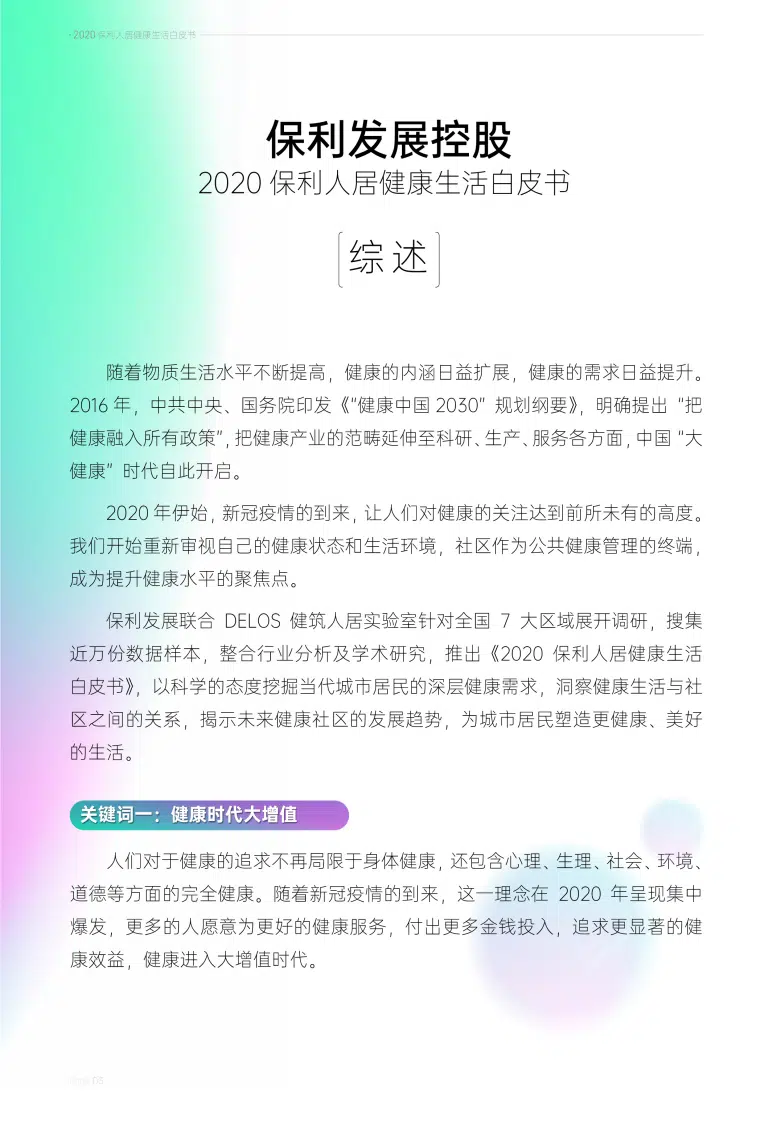 2020 保利人居健康生活白皮书
保利发展控股
2020 保利人居健康生活白皮书
综述
随着物质生活水平不断提高，健康的内涵日益扩展，健康的需求日益提升。
2016 年，中共中央、国务院印发《“健康中国 2030”规划纲要》，明确提出“把
健康融入所有政策”，把健康产业的范畴延伸至科研、生产、服务各方面，中国“大
健康”时代自此开启。
2020 年伊始，新冠疫情的到来，让人们对健康的关注达到前所未有的高度。
我们开始重新审视自己的健康状态和生活环境，社区作为公共健康管理的终端，
成为提升健康水平的聚焦点。
保利发展联合 DELOS 健筑人居实验室针对全国 7 大区域展开调研，搜集
近万份数据样本，整合行业分析及学术研究，推出《2020 保利人居健康生活
白皮书》，以科学的态度挖掘当代城市居民的深层健康需求，洞察健康生活与社
区之间的关系，揭示未来健康社区的发展趋势，为城市居民塑造更健康、美好
的生活。
关键词一：健康时代大增值
人们对于健康的追求不再局限于身体健康，还包含心理、生理、社会、环境、
道德等方面的完全健康。随着新冠疫情的到来，这一理念在 2020 年呈现集中
爆发，更多的人愿意为更好的健康服务，付出更多金钱投入，追求更显著的健
康效益，健康进入大增值时代。
05